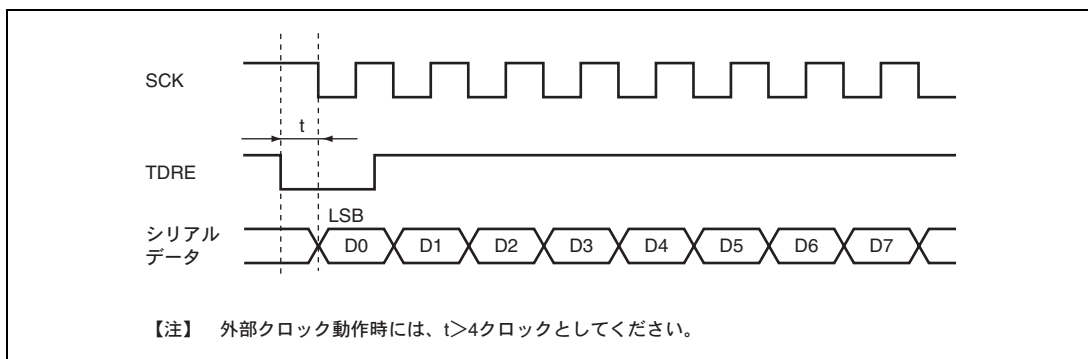 SCK
t
TDRE
LSB
シリアル
データ
D0 D1 D2 D3 D4 D5 D6 D7
【注】 外部クロック動作時には、t>4クロックとしてください。